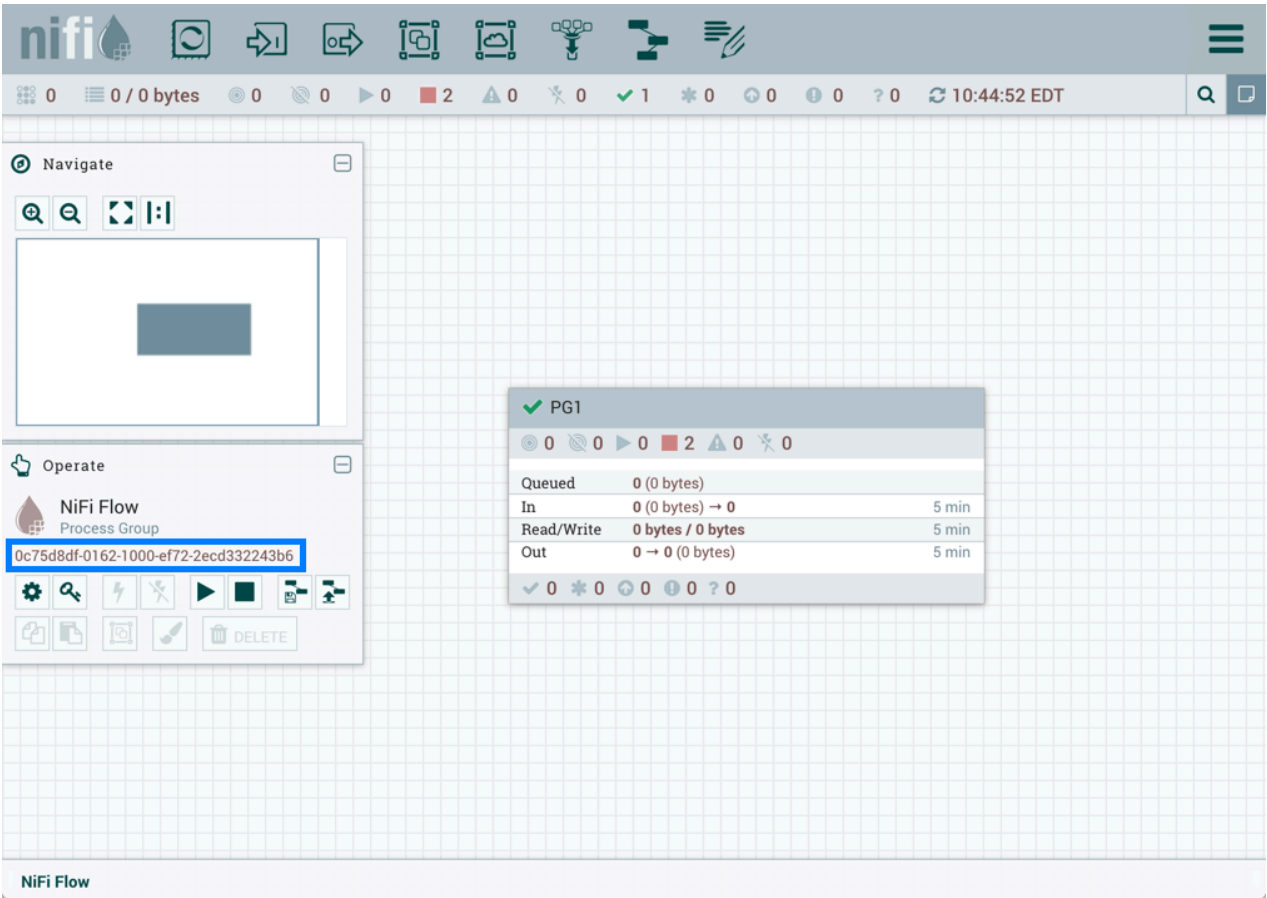 nifi
0 0 / 0 bytes 0 0 0 2 0 0 1 0 0 0 ? 0 10:44:52 EDT
Navigate
Operate
NiFi Flow
Process Group
0c75d8df-0162-1000-ef72-2ecd332243b6
DELETE
PG1
0 0 0 2 0 0
Queued 0 (0 bytes)
In 0 (0 bytes) → 0 5 min
Read/Write 0 bytes / 0 bytes 5 min
Out 0 → 0 (0 bytes) 5 min
0 0 0 0 ? 0
NiFi Flow